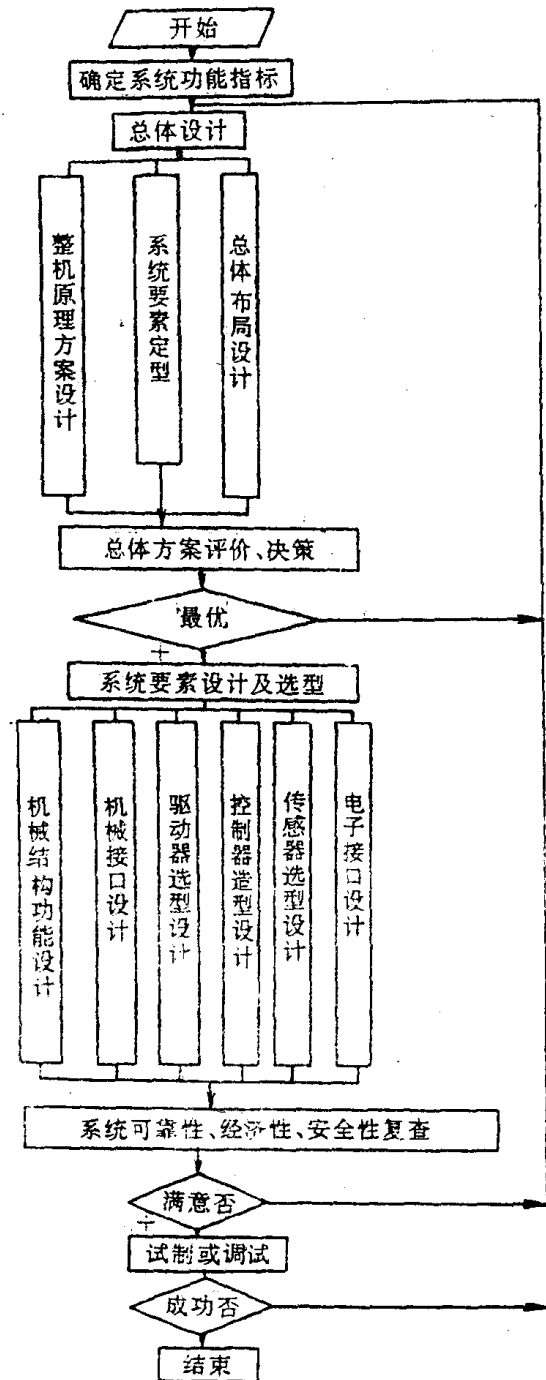 开始
确定系统功能指标
总体设计
整机原理方案设计
系统要素定型
总体布局设计
总体方案评价、决策
最优
+
系统要素设计及选型
机械结构功能设计
机械接口设计
驱动器选型设计
控制器造型设计
传感器选型设计
电子接口设计
系统可靠性、经济性、安全性复查
满意否
+
试制或调试
成功否
结束